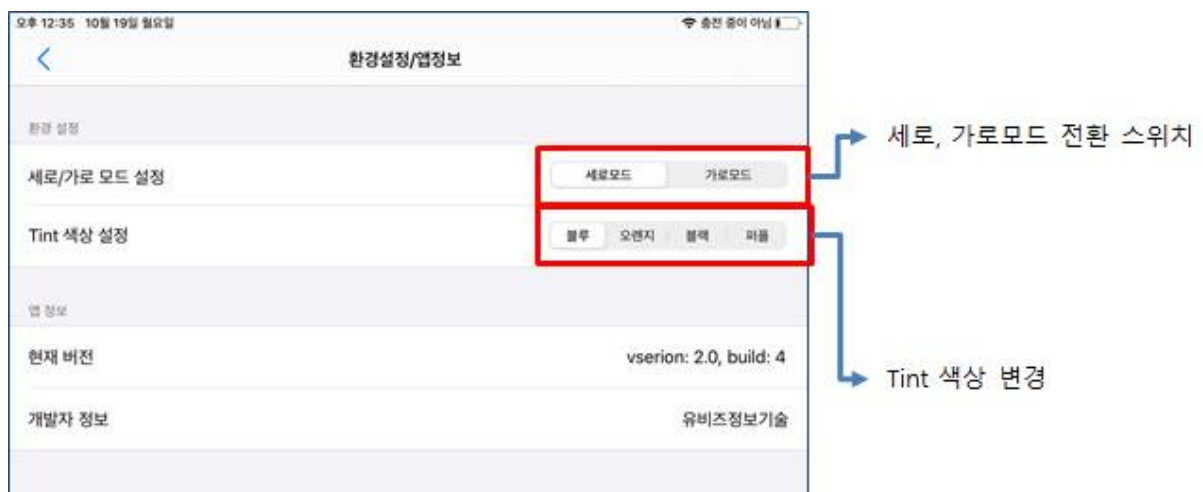 오후 12:35 10월 19일 월요일 충전 중이 아님
환경설정/앱정보
환경 설정
세로/가로 모드 설정 세로모드 가로모드
세로, 가로모드 전환 스위치
Tint 색상 설정 블루 오렌지 블랙 퍼플
앱 정보
현재 버전 vserion: 2.0, build: 4
Tint 색상 변경
개발자 정보 유비즈정보기술